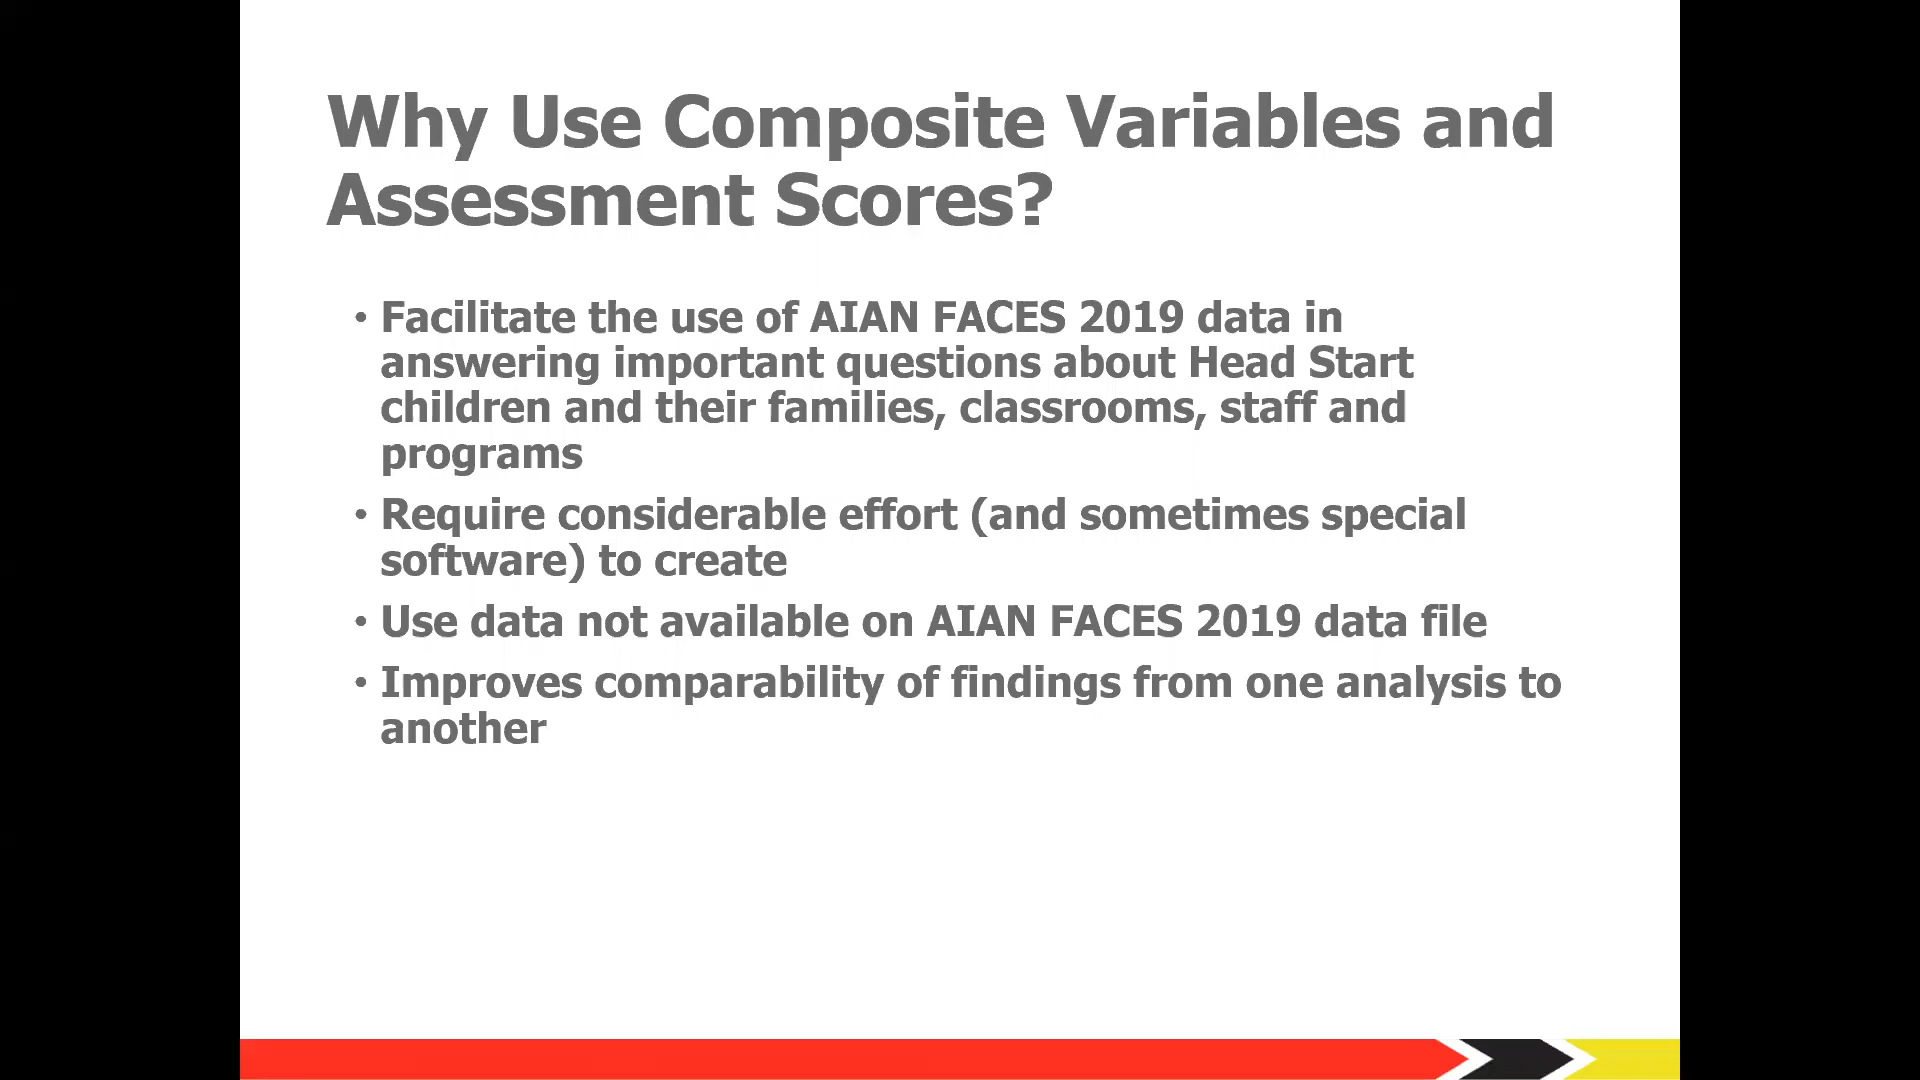 Why Use Composite Variables and
Assessment Scores?
• Facilitate the use of AIAN FACES 2019 data in
answering important questions about Head Start
children and their families, classrooms, staff and
programs
• Require considerable effort (and sometimes special
software) to create
• Use data not available on AIAN FACES 2019 data file
• Improves comparability of findings from one analysis to
another